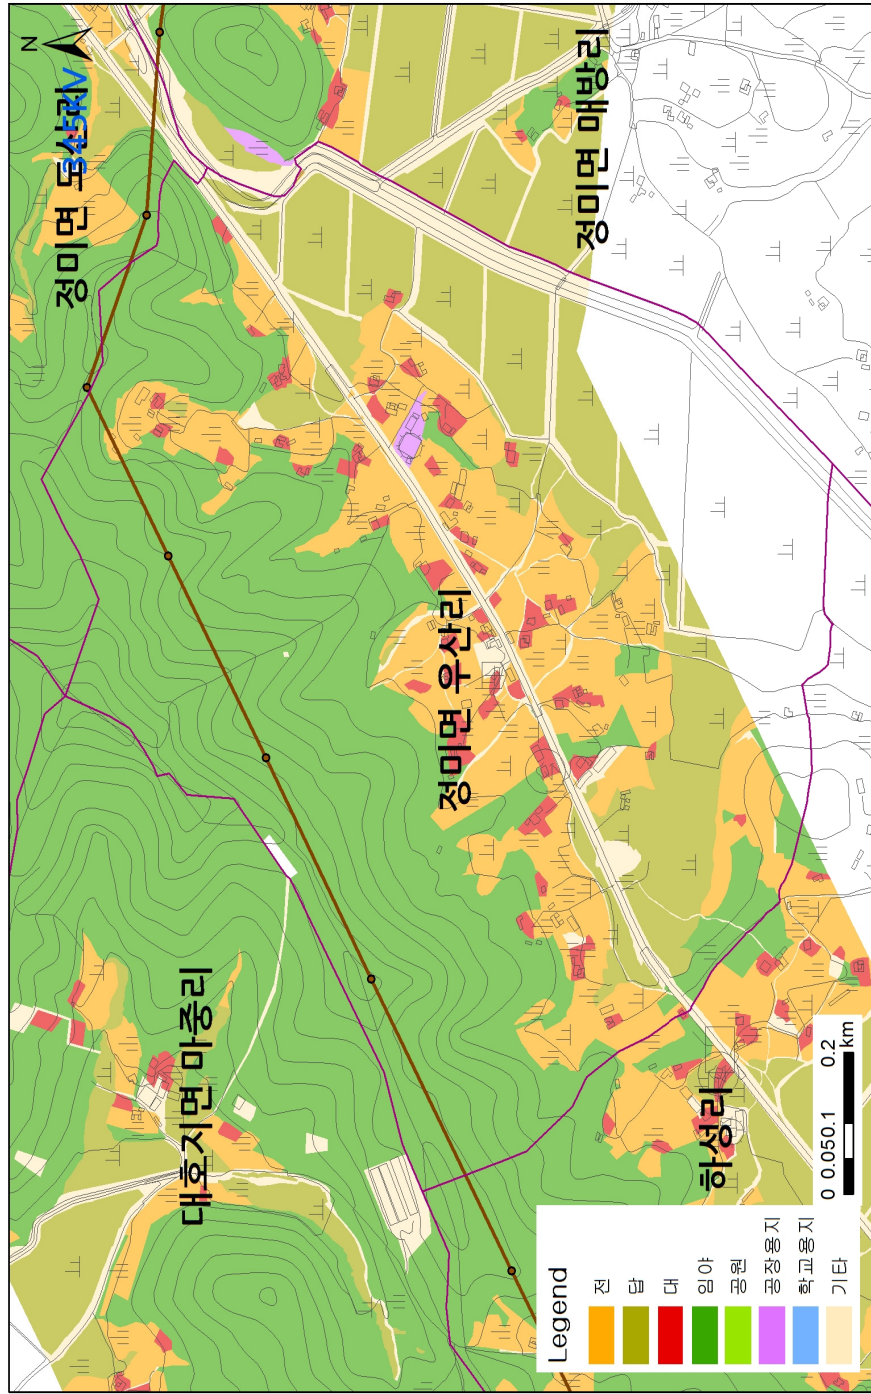 N
345KV
정미면 도산리
정미면 매방리
정미면 우산리
대호지면 마중리
하성리
Legend
전
답
대
임야
공원
공장용지
학교용지
기타
0 0.050.1 0.2
km